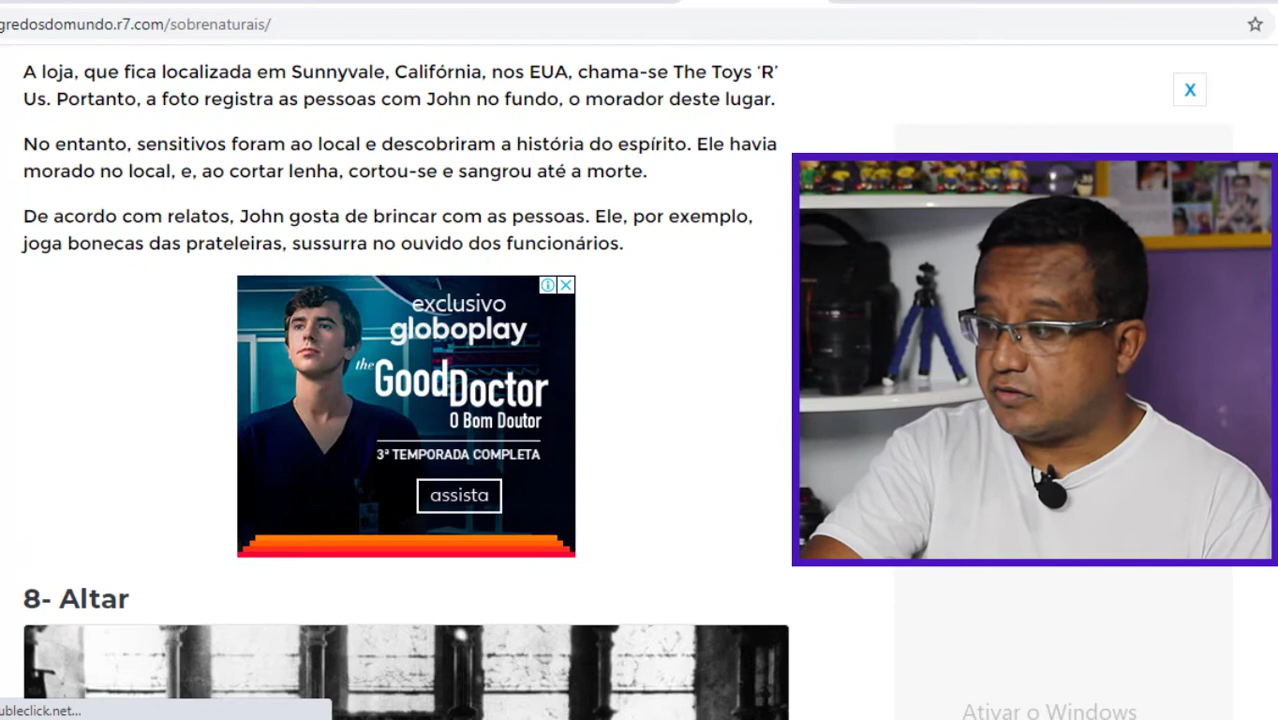 gredosdomundo.r7.com/sobrenaturais/
A loja, que fica localizada em Sunnyvale, Califórnia, nos EUA, chama-se The Toys ‘R’
Us. Portanto, a foto registra as pessoas com John no fundo, o morador deste lugar.
X
No entanto, sensitivos foram ao local e descobriram a história do espírito. Ele havia
morado no local, e, ao cortar lenha, cortou-se e sangrou até a morte.
De acordo com relatos, John gosta de brincar com as pessoas. Ele, por exemplo,
joga bonecas das prateleiras, sussurra no ouvido dos funcionários.
exclusivo
globoplay
the Good Doctor
O Bom Doutor
3ª TEMPORADA COMPLETA
assista
8- Altar
ubleclick.net...
Ativar o Windows